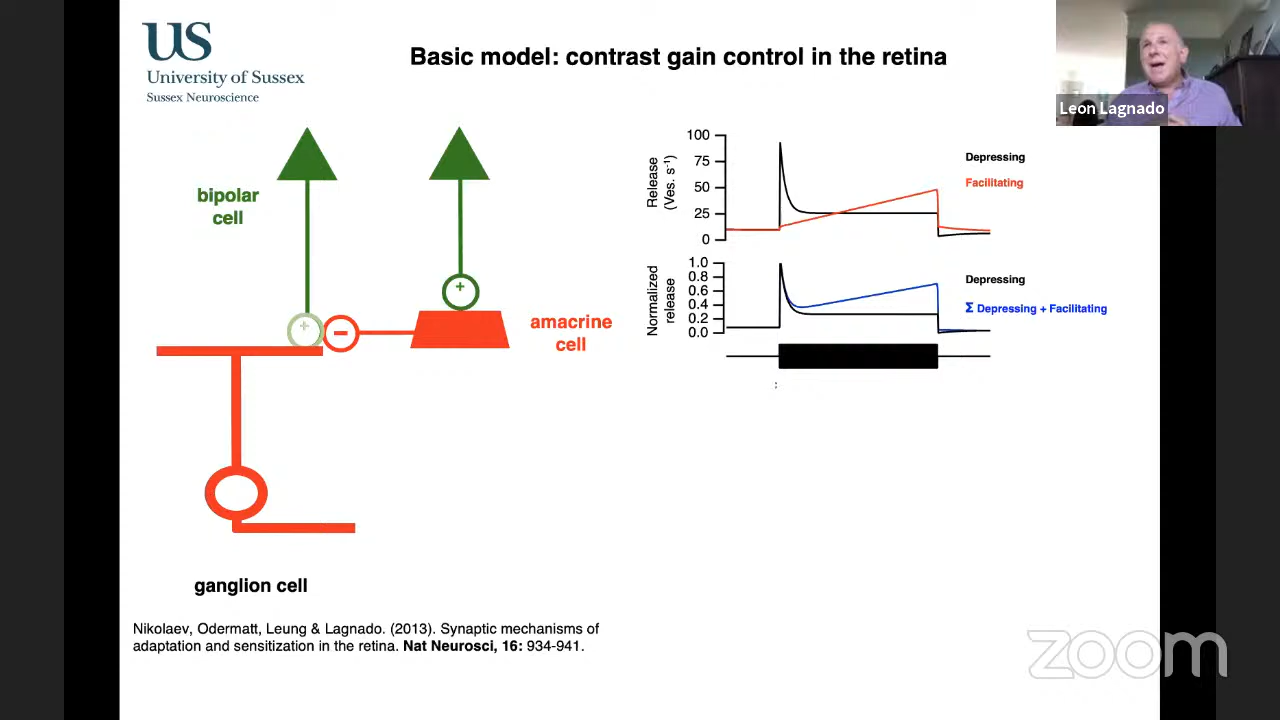 US
University of Sussex
Sussex Neuroscience
Basic model: contrast gain control in the retina
Leon Lagnado
bipolar
cell
+
+
−
amacrine
cell
ganglion cell
Release
(Ves. s⁻¹)
100
75
50
25
0
Depressing
Facilitating
Normalized
release
1.0
0.8
0.6
0.4
0.2
0.0
Depressing
Σ Depressing + Facilitating
:
Nikolaev, Odermatt, Leung & Lagnado. (2013). Synaptic mechanisms of
adaptation and sensitization in the retina. Nat Neurosci, 16: 934-941.
zoom